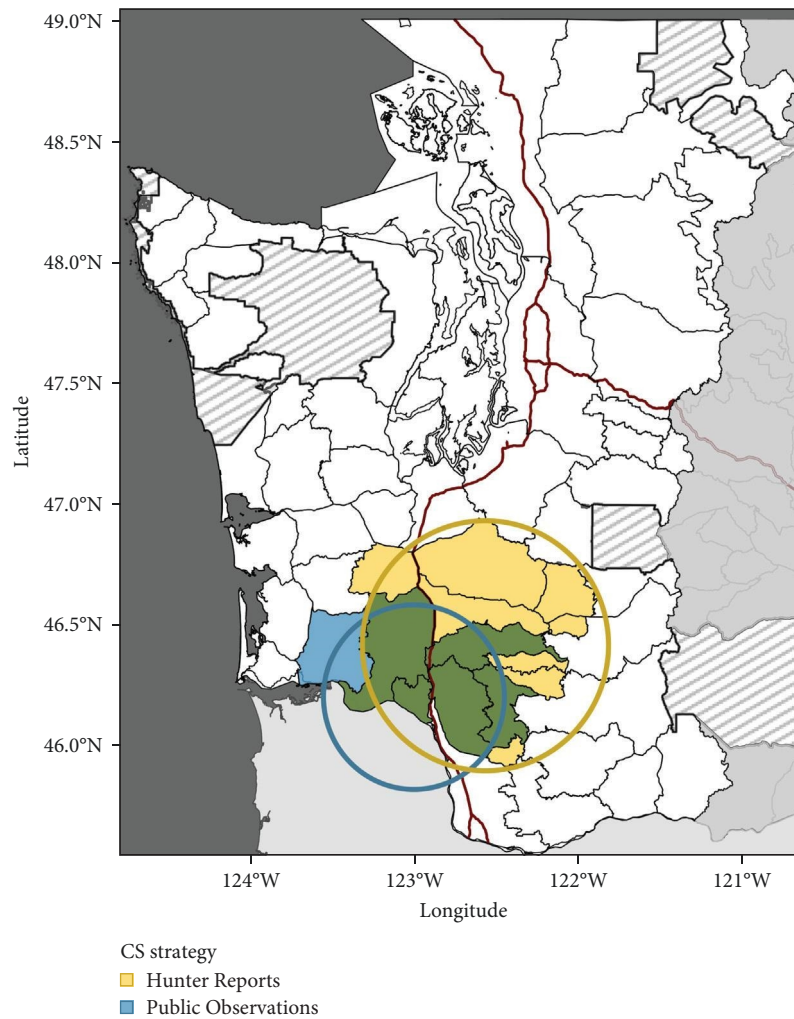 49.0°N
48.5°N
48.0°N
47.5°N
47.0°N
46.5°N
46.0°N
Latitude
124°W 123°W 122°W 121°W
Longitude
CS strategy
Hunter Reports
Public Observations